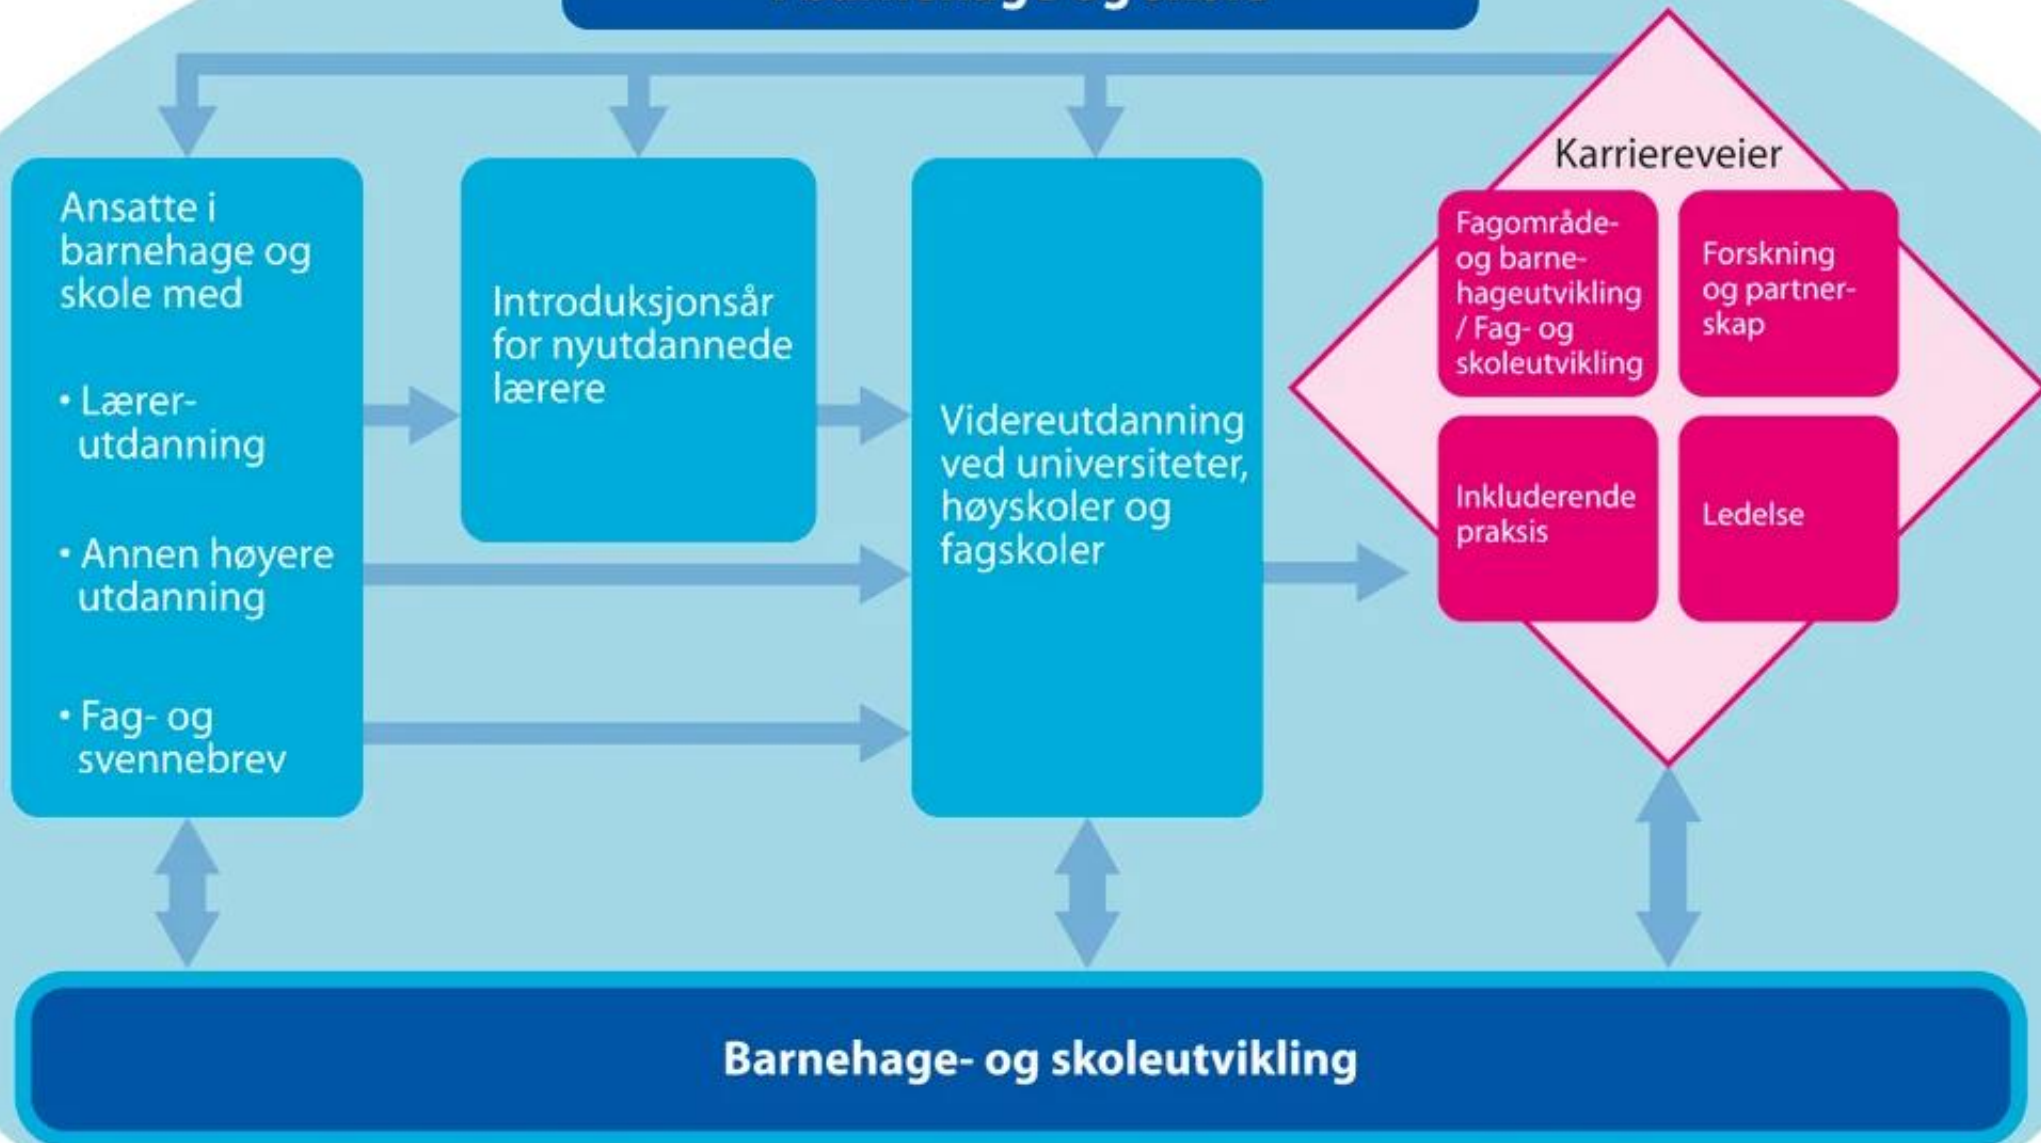 og skole
Ansatte i
barnehage og
skole med
• Lærer-
utdanning
• Annen høyere
utdanning
• Fag- og
svennebrev
Introduksjonsår
for nyutdannede
lærere
Videreutdanning
ved universiteter,
høyskoler og
fagskoler
Karriereveier
Fagområde-
og barne-
hageutvikling
/ Fag- og
skoleutvikling
Forskning
og partner-
skap
Inkluderende
praksis
Ledelse
Barnehage- og skoleutvikling